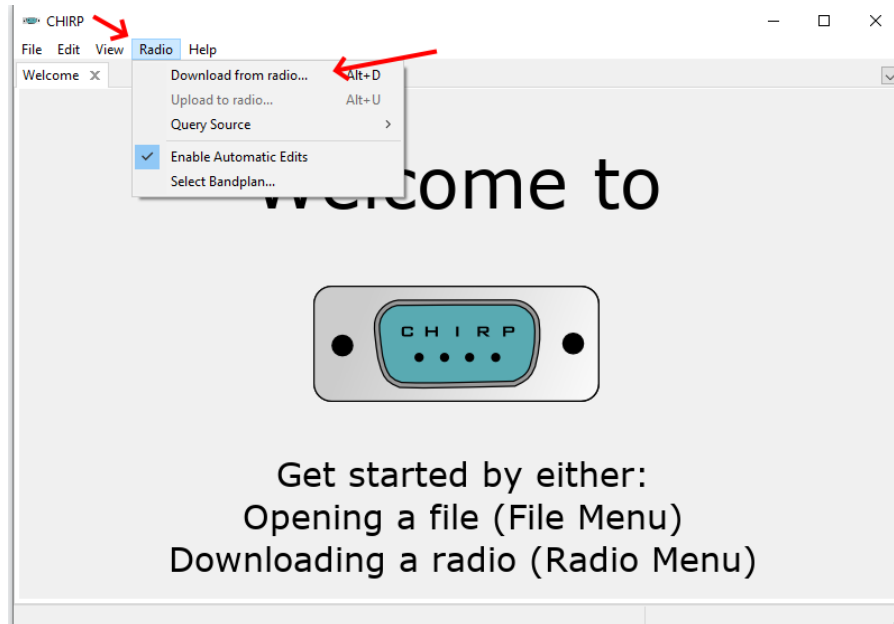 CHIRP
File Edit View Radio Help
Welcome X
Download from radio... Alt+D
Upload to radio... Alt+U
Query Source >
Enable Automatic Edits
Select Bandplan...
Welcome to
CHIRP
Get started by either:
Opening a file (File Menu)
Downloading a radio (Radio Menu)